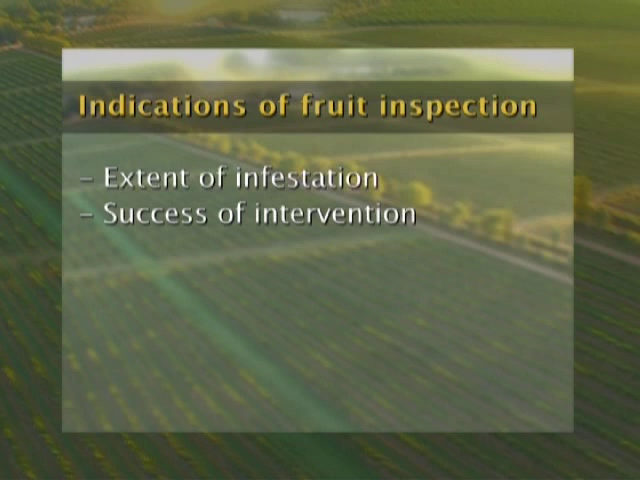 Indications of fruit inspection
– Extent of infestation
– Success of intervention